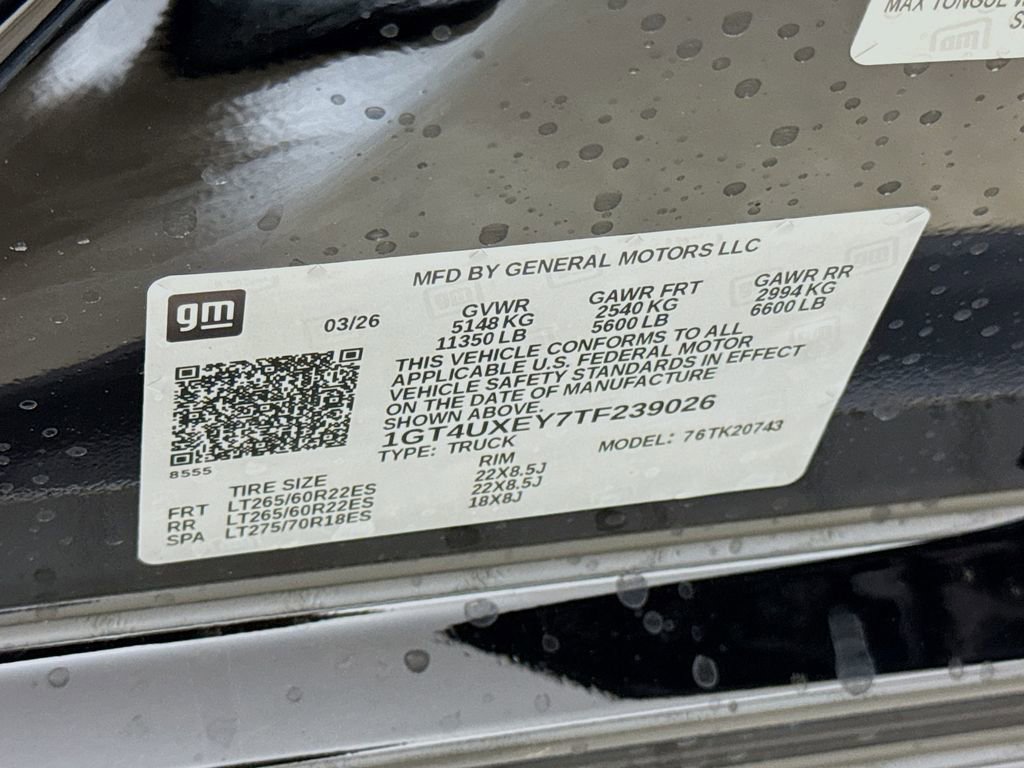 MAX TONGUE W
gm
MFD BY GENERAL MOTORS LLC
gm
03/26
GVWR
5148 KG
11350 LB
GAWR FRT
2540 KG
5600 LB
GAWR RR
2994 KG
6600 LB
THIS VEHICLE CONFORMS TO ALL
APPLICABLE U.S. FEDERAL MOTOR
VEHICLE SAFETY STANDARDS IN EFFECT
ON THE DATE OF MANUFACTURE
SHOWN ABOVE.
1GT4UXEY7TF239026
TYPE: TRUCK
MODEL: 76TK20743
8555
TIRE SIZE RIM
FRT LT265/60R22ES 22X8.5J
RR LT265/60R22ES 22X8.5J
SPA LT275/70R18ES 18X8J